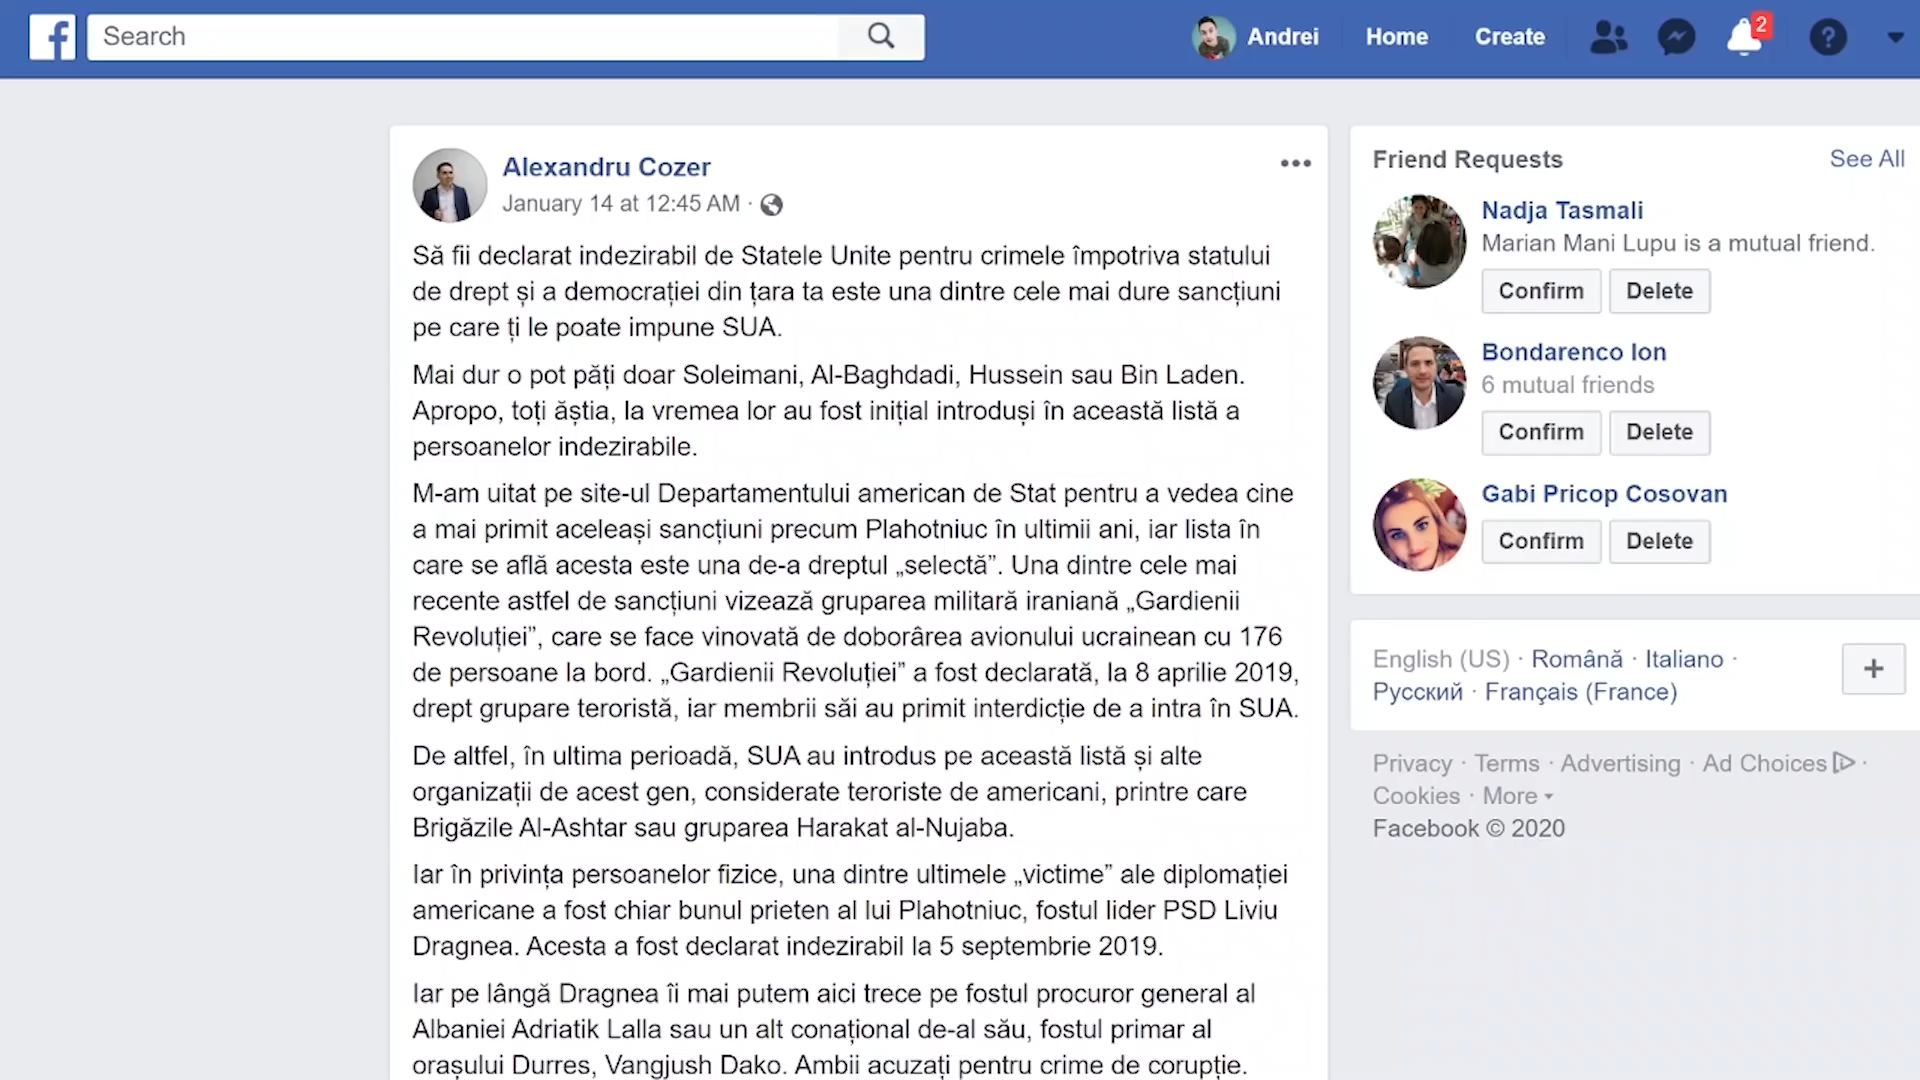 Search
Andrei
Home
Create
2
Alexandru Cozer
January 14 at 12:45 AM ·
Să fii declarat indezirabil de Statele Unite pentru crimele împotriva statului
de drept și a democrației din țara ta este una dintre cele mai dure sancțiuni
pe care ți le poate impune SUA.
Mai dur o pot păți doar Soleimani, Al-Baghdadi, Hussein sau Bin Laden.
Apropo, toți ăștia, la vremea lor au fost inițial introduși în această listă a
persoanelor indezirabile.
M-am uitat pe site-ul Departamentului american de Stat pentru a vedea cine
a mai primit aceleași sancțiuni precum Plahotniuc în ultimii ani, iar lista în
care se află acesta este una de-a dreptul „selectă”. Una dintre cele mai
recente astfel de sancțiuni vizează gruparea militară iraniană „Gardienii
Revoluției”, care se face vinovată de doborârea avionului ucrainean cu 176
de persoane la bord. „Gardienii Revoluției” a fost declarată, la 8 aprilie 2019,
drept grupare teroristă, iar membrii săi au primit interdicție de a intra în SUA.
De altfel, în ultima perioadă, SUA au introdus pe această listă și alte
organizații de acest gen, considerate teroriste de americani, printre care
Brigăzile Al-Ashtar sau gruparea Harakat al-Nujaba.
Iar în privința persoanelor fizice, una dintre ultimele „victime” ale diplomației
americane a fost chiar bunul prieten al lui Plahotniuc, fostul lider PSD Liviu
Dragnea. Acesta a fost declarat indezirabil la 5 septembrie 2019.
Iar pe lângă Dragnea îi mai putem aici trece pe fostul procuror general al
Albaniei Adriatik Lalla sau un alt conațional de-al său, fostul primar al
orașului Durres, Vangjush Dako. Ambii acuzați pentru crime de corupție.
Friend Requests
See All
Nadja Tasmali
Marian Mani Lupu is a mutual friend.
Confirm
Delete
Bondarenco Ion
6 mutual friends
Confirm
Delete
Gabi Pricop Cosovan
Confirm
Delete
English (US) · Română · Italiano ·
Русский · Français (France)
+
Privacy · Terms · Advertising · Ad Choices ·
Cookies · More
Facebook © 2020